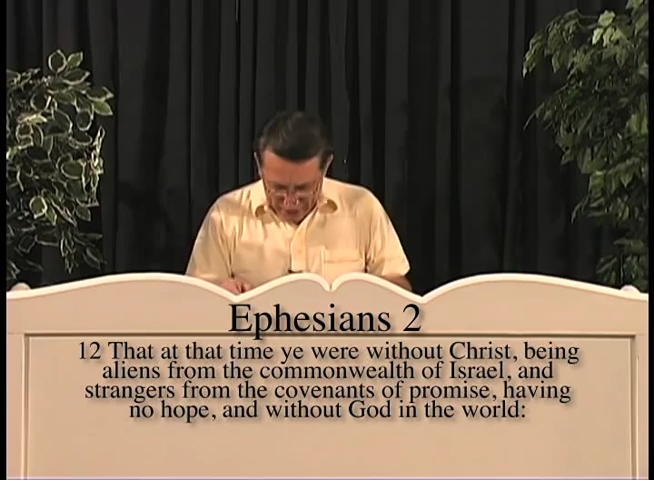 Ephesians 2
12 That at that time ye were without Christ, being
aliens from the commonwealth of Israel, and
strangers from the covenants of promise, having
no hope, and without God in the world: